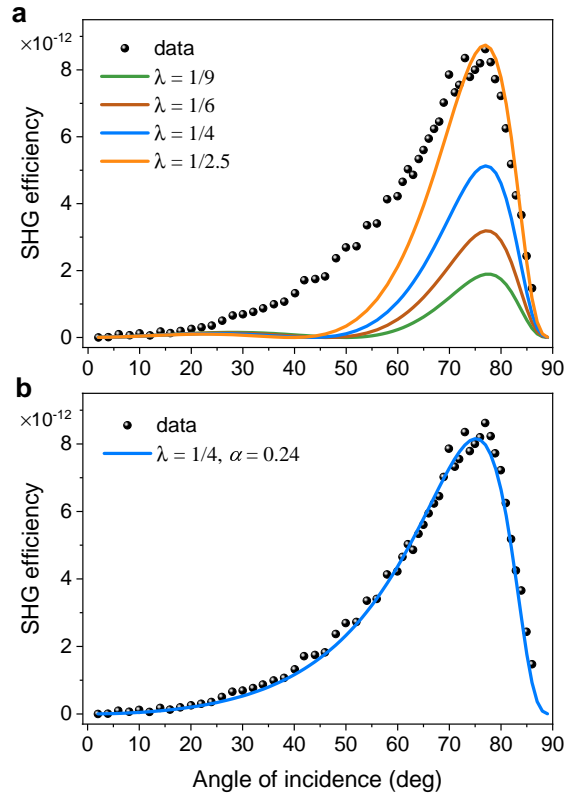 a
×10⁻¹²
data
λ = 1/9
λ = 1/6
λ = 1/4
λ = 1/2.5
SHG efficiency
8
6
4
2
0
0 10 20 30 40 50 60 70 80 90
b
×10⁻¹²
data
λ = 1/4, α = 0.24
SHG efficiency
8
6
4
2
0
0 10 20 30 40 50 60 70 80 90
Angle of incidence (deg)